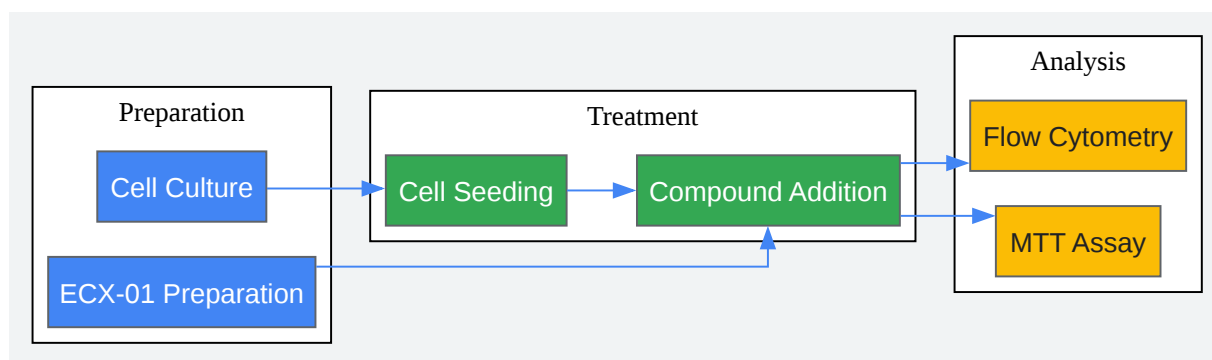 Preparation
Cell Culture
ECX-01 Preparation
Treatment
Cell Seeding
Compound Addition
Analysis
Flow Cytometry
MTT Assay